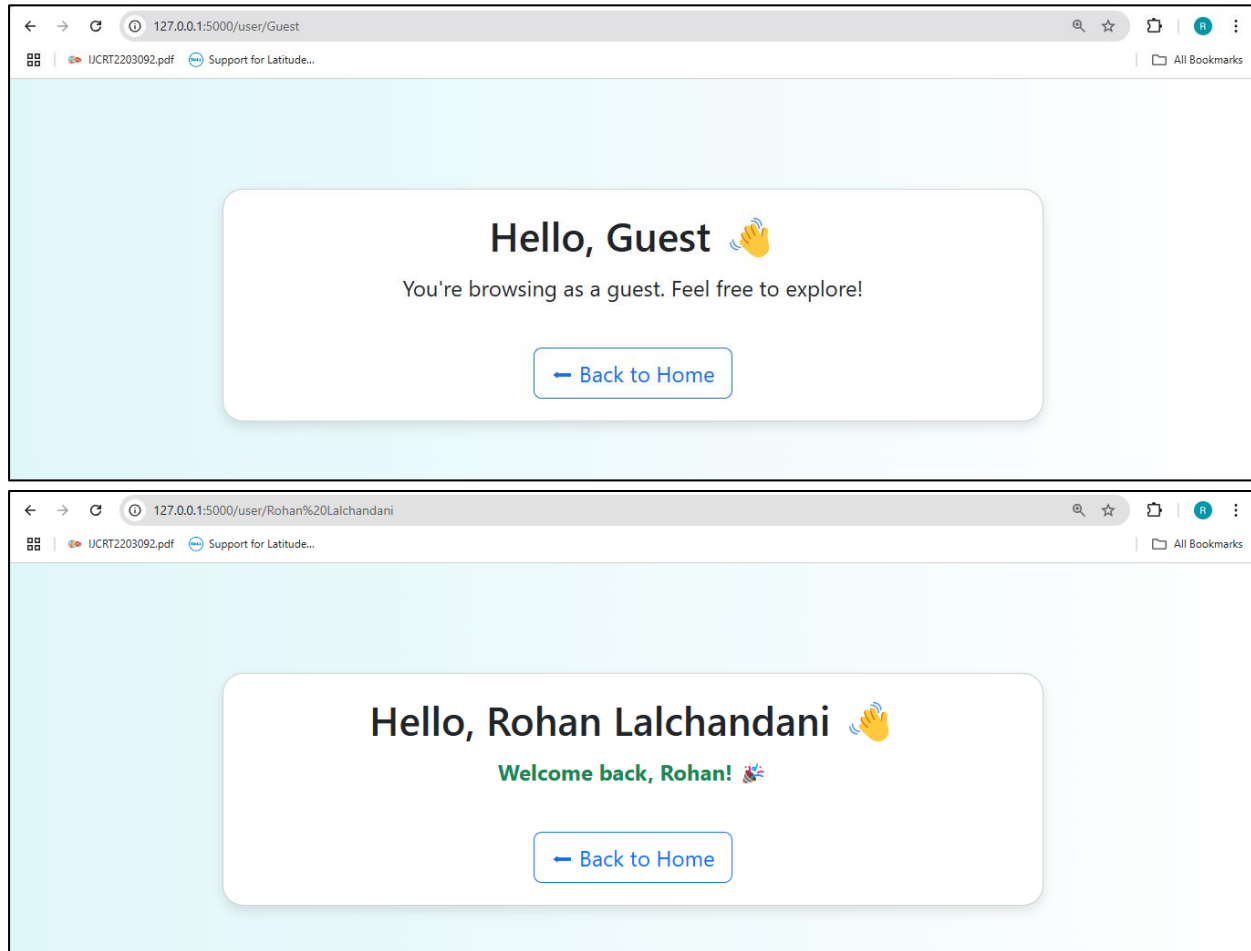 127.0.0.1:5000/user/Guest
R
IJCRT2203092.pdf Support for Latitude... All Bookmarks
Hello, Guest 👋
You're browsing as a guest. Feel free to explore!
⬅ Back to Home
127.0.0.1:5000/user/Rohan%20Lalchandani
R
IJCRT2203092.pdf Support for Latitude... All Bookmarks
Hello, Rohan Lalchandani 👋
Welcome back, Rohan! 🎉
⬅ Back to Home